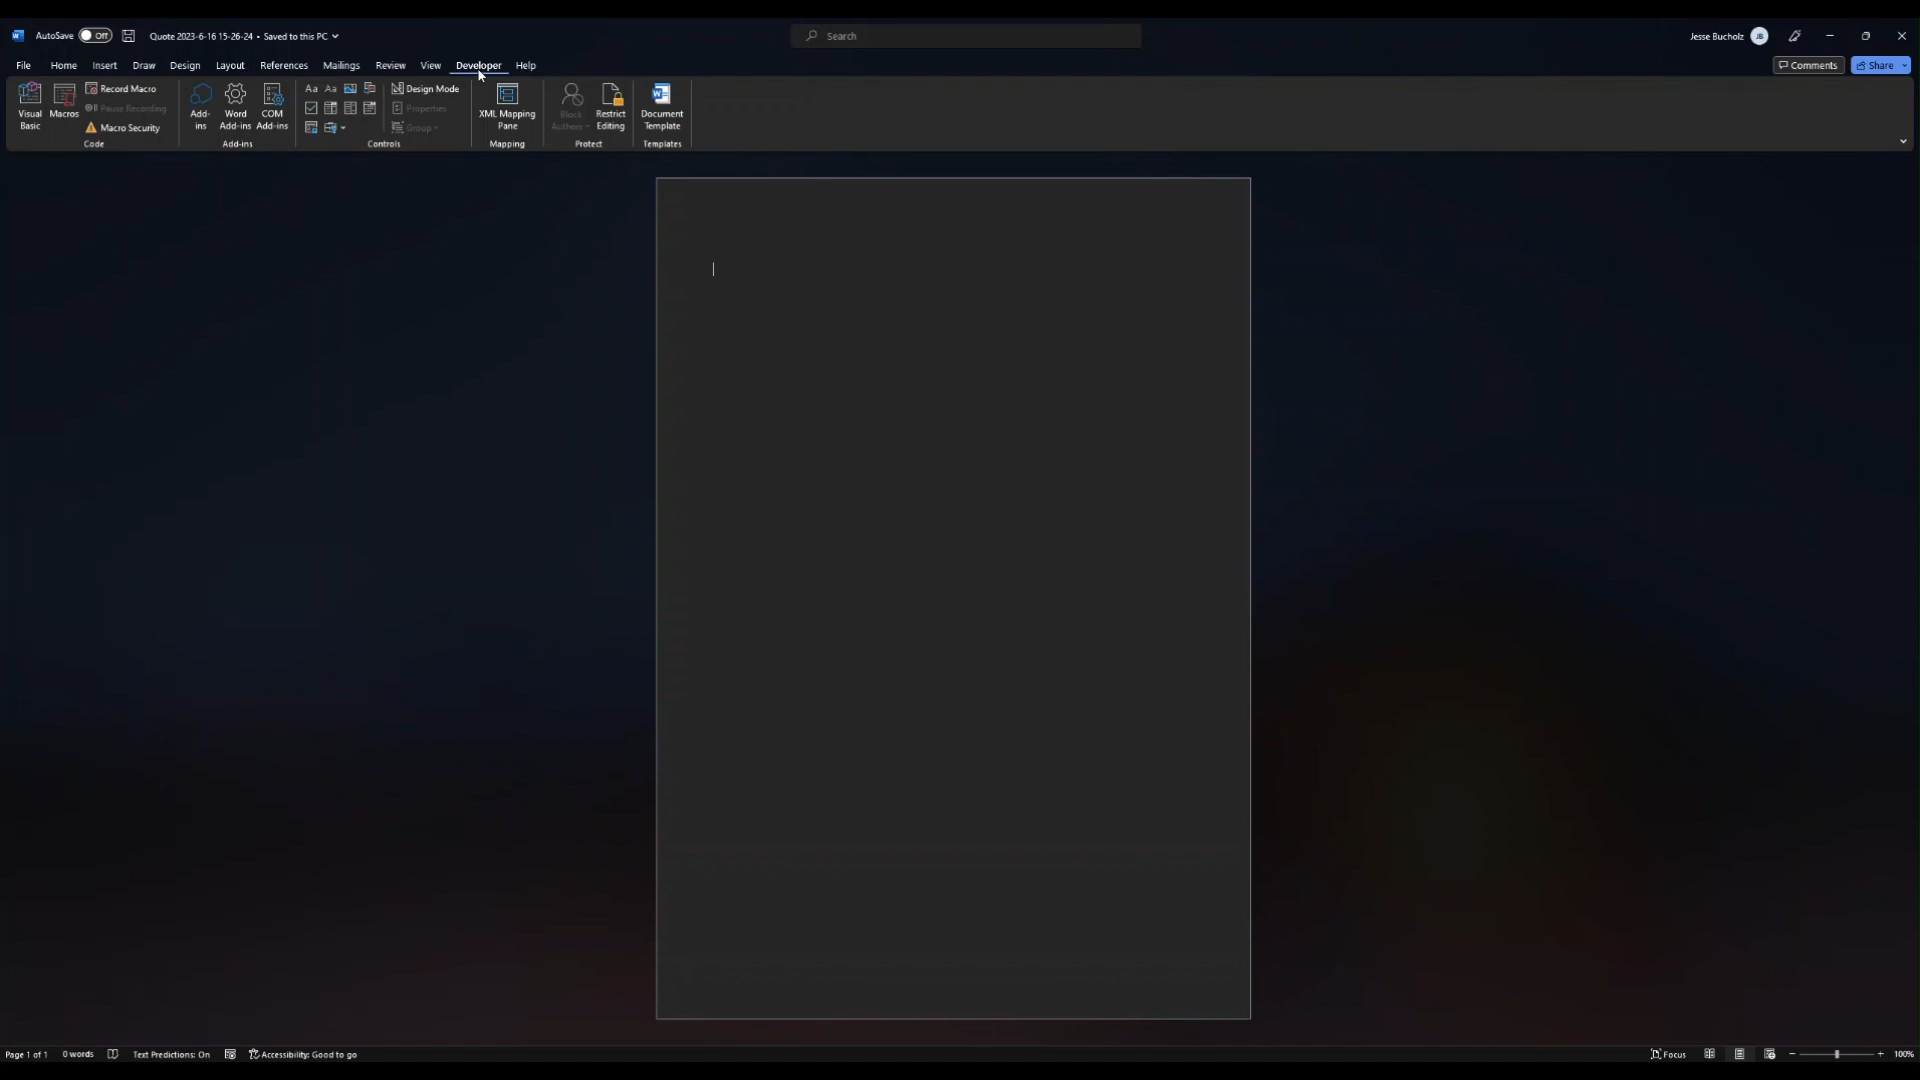 AutoSave Off Quote 2023-6-16 15-26-24 • Saved to this PC Search Jesse Bucholz JB
File Home Insert Draw Design Layout References Mailings Review View Developer Help Comments Share
Visual Basic
Macros
Record Macro
Pause Recording
Macro Security
Code
Add-ins
Word Add-ins
COM Add-ins
Add-ins
Aa Aa
Design Mode
Properties
Group
Controls
XML Mapping Pane
Mapping
Block Authors
Restrict Editing
Protect
Document Template
Templates
Page 1 of 1 0 words Text Predictions: On Accessibility: Good to go Focus 100%